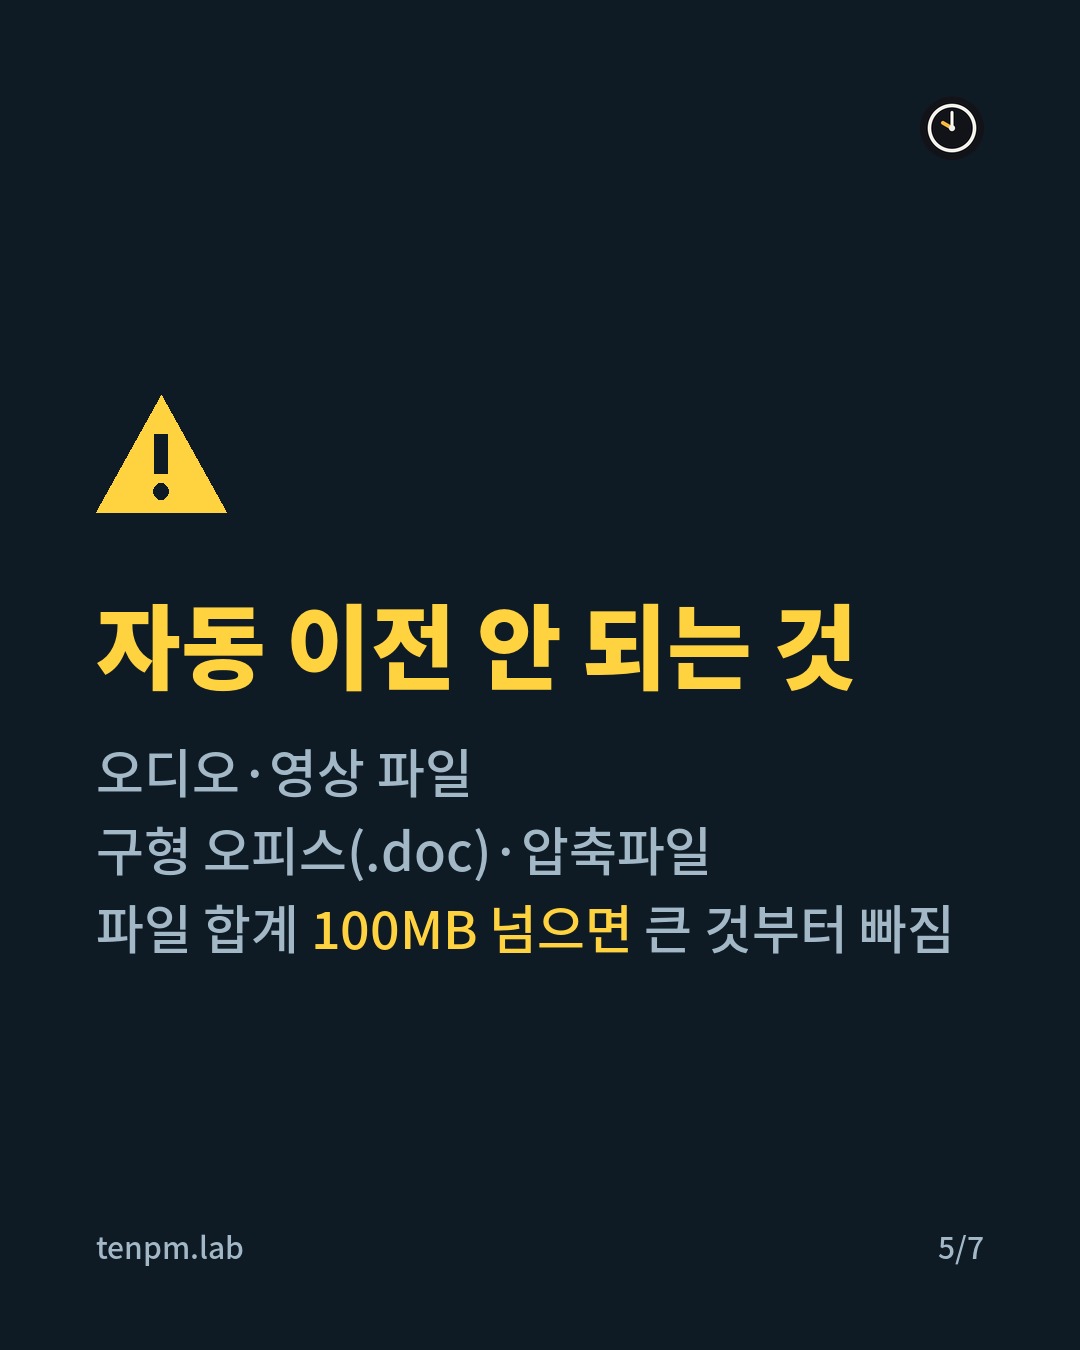 자동 이전 안 되는 것
오디오·영상 파일
구형 오피스(.doc)·압축파일
파일 합계 100MB 넘으면 큰 것부터 빠짐
tenpm.lab
5/7